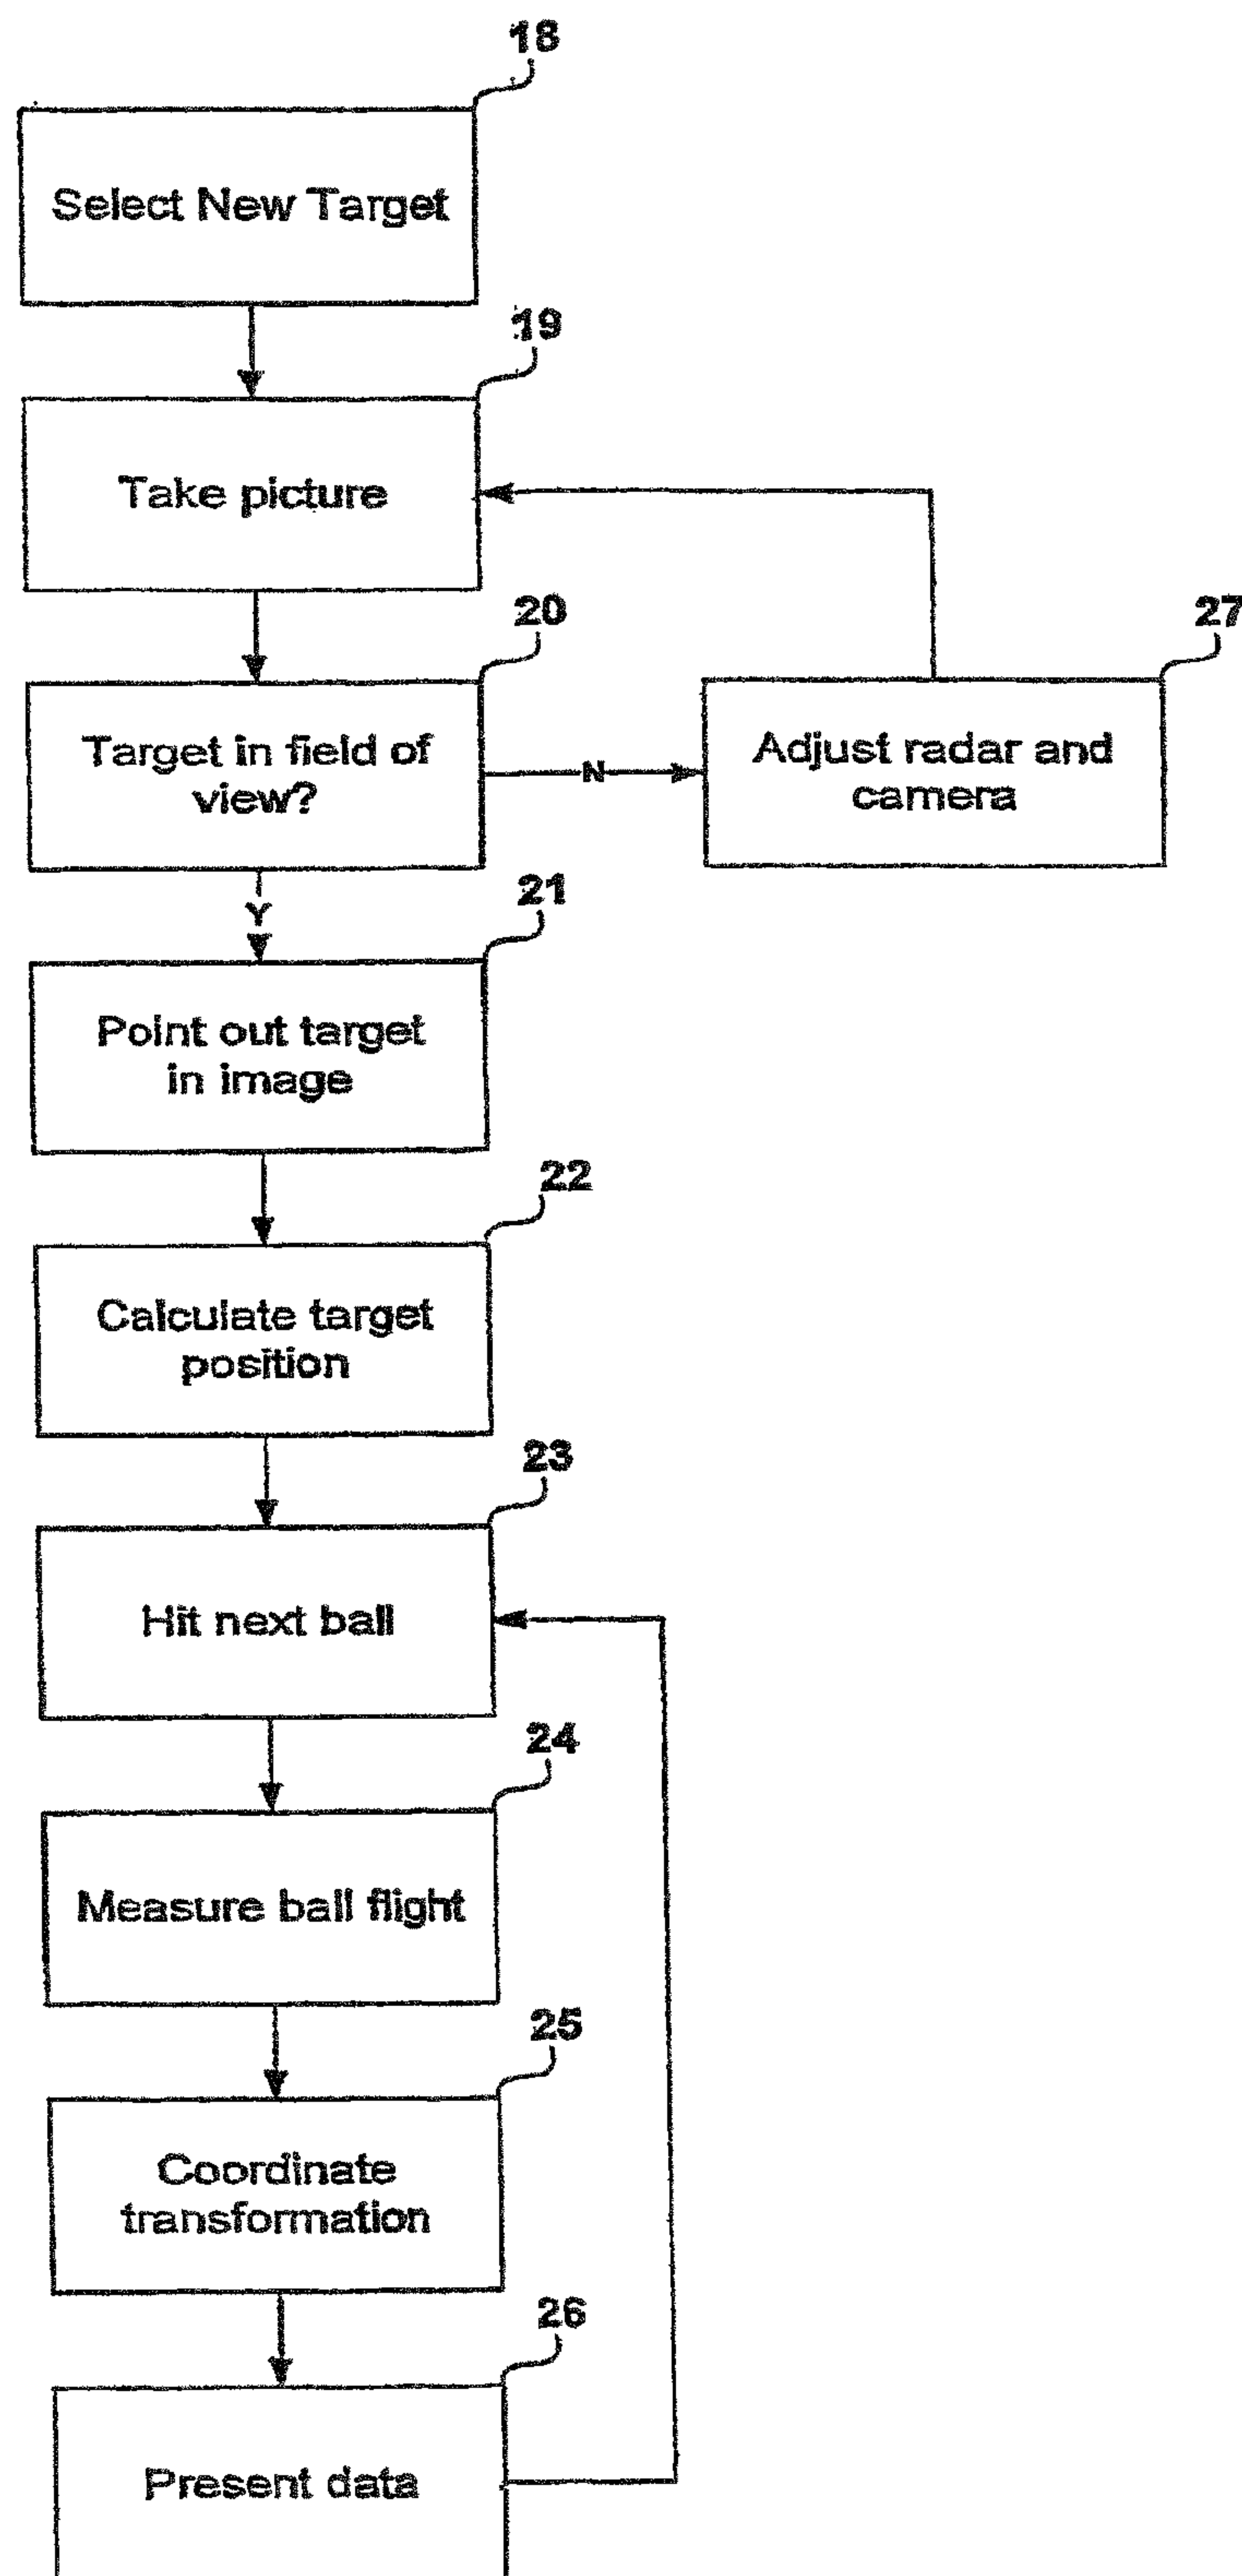 18
Select New Target
19
Take picture
20
Target in field of
view?
N
27
Adjust radar and
camera
Y
21
Point out target
in image
22
Calculate target
position
23
Hit next ball
24
Measure ball flight
25
Coordinate
transformation
26
Present data